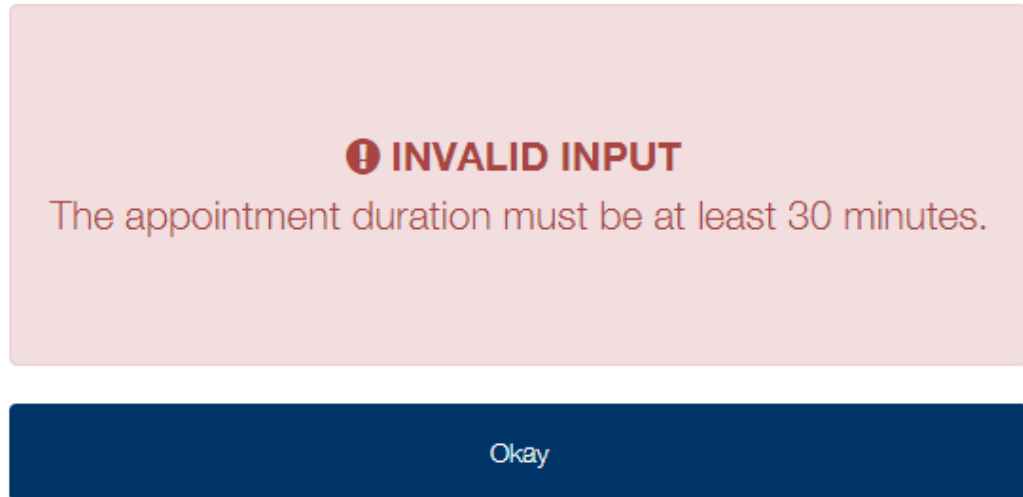 INVALID INPUT
The appointment duration must be at least 30 minutes.
Okay